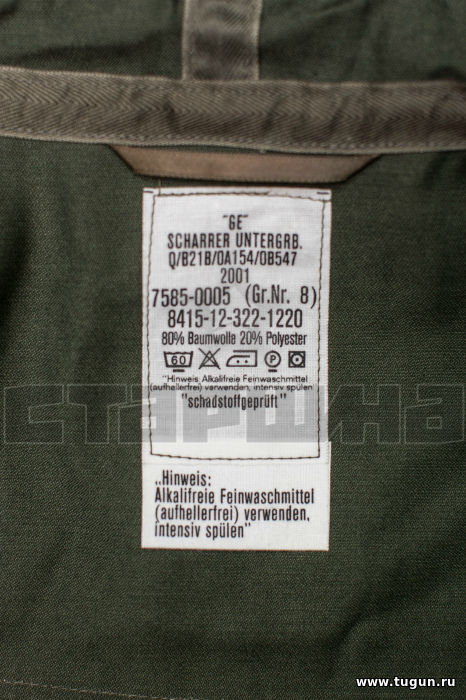 "GE"
SCHARRER UNTERGRB.
Q/B21B/0A154/0B547
2001
7585-0005 (Gr.Nr. 8)
8415-12-322-1220
80% Baumwolle 20% Polyester
60 P
"Hinweis Alkalifreie Feinwaschmittel
(aufhellerfrei) verwenden, intensiv spülen
"schadstoffgeprüft"
старшина
„Hinweis:
Alkalifreie Feinwaschmittel
(aufhellerfrei) verwenden,
intensiv spülen"
www.tugun.ru